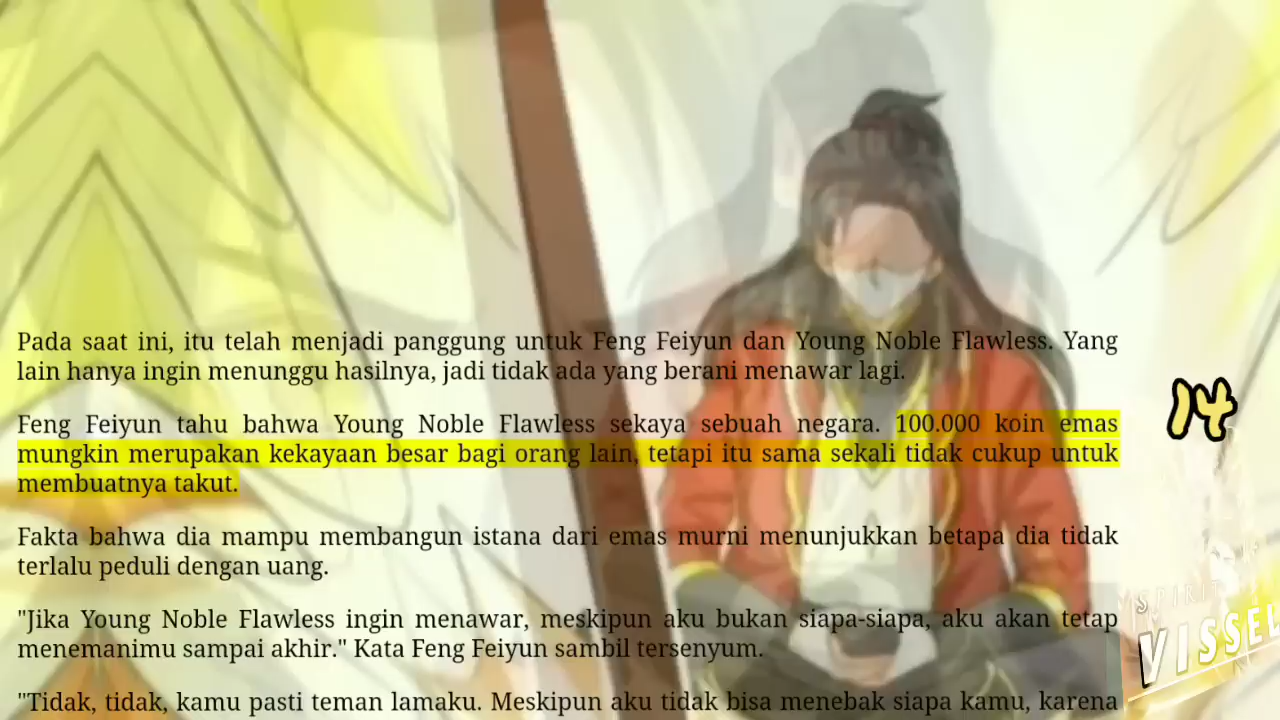 Pada saat ini, itu telah menjadi panggung untuk Feng Feiyun dan Young Noble Flawless. Yang
lain hanya ingin menunggu hasilnya, jadi tidak ada yang berani menawar lagi.
Feng Feiyun tahu bahwa Young Noble Flawless sekaya sebuah negara. 100.000 koin emas
mungkin merupakan kekayaan besar bagi orang lain, tetapi itu sama sekali tidak cukup untuk
membuatnya takut.
Fakta bahwa dia mampu membangun istana dari emas murni menunjukkan betapa dia tidak
terlalu peduli dengan uang.
"Jika Young Noble Flawless ingin menawar, meskipun aku bukan siapa-siapa, aku akan tetap
menemanimu sampai akhir." Kata Feng Feiyun sambil tersenyum.
"Tidak, tidak, kamu pasti teman lamaku. Meskipun aku tidak bisa menebak siapa kamu, karena
14
SPIRIT
VISSEL